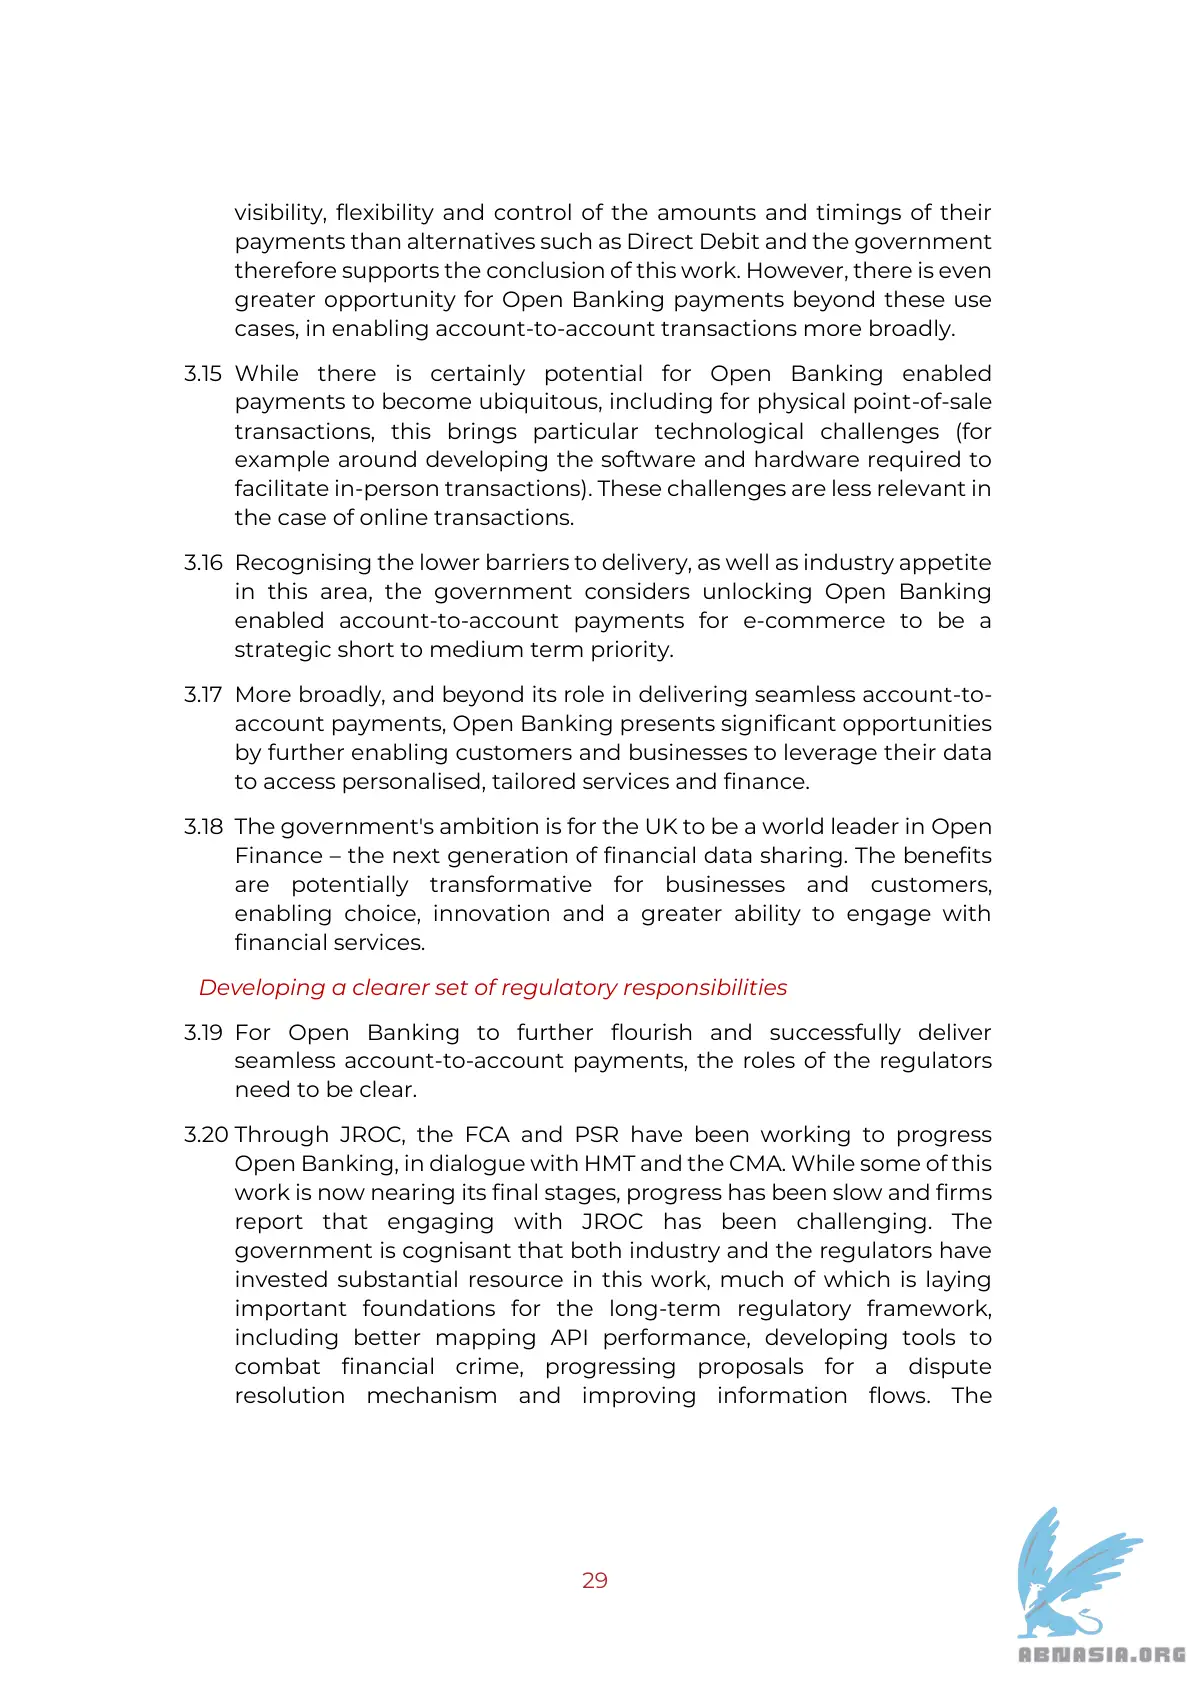 visibility, flexibility and control of the amounts and timings of their
payments than alternatives such as Direct Debit and the government
therefore supports the conclusion of this work. However, there is even
greater opportunity for Open Banking payments beyond these use
cases, in enabling account-to-account transactions more broadly.
3.15 While there is certainly potential for Open Banking enabled
payments to become ubiquitous, including for physical point-of-sale
transactions, this brings particular technological challenges (for
example around developing the software and hardware required to
facilitate in-person transactions). These challenges are less relevant in
the case of online transactions.
3.16 Recognising the lower barriers to delivery, as well as industry appetite
in this area, the government considers unlocking Open Banking
enabled account-to-account payments for e-commerce to be a
strategic short to medium term priority.
3.17 More broadly, and beyond its role in delivering seamless account-to-
account payments, Open Banking presents significant opportunities
by further enabling customers and businesses to leverage their data
to access personalised, tailored services and finance.
3.18 The government's ambition is for the UK to be a world leader in Open
Finance – the next generation of financial data sharing. The benefits
are potentially transformative for businesses and customers,
enabling choice, innovation and a greater ability to engage with
financial services.
Developing a clearer set of regulatory responsibilities
3.19 For Open Banking to further flourish and successfully deliver
seamless account-to-account payments, the roles of the regulators
need to be clear.
3.20 Through JROC, the FCA and PSR have been working to progress
Open Banking, in dialogue with HMT and the CMA. While some of this
work is now nearing its final stages, progress has been slow and firms
report that engaging with JROC has been challenging. The
government is cognisant that both industry and the regulators have
invested substantial resource in this work, much of which is laying
important foundations for the long-term regulatory framework,
including better mapping API performance, developing tools to
combat financial crime, progressing proposals for a dispute
resolution mechanism and improving information flows. The
29
ABNASIA.ORG